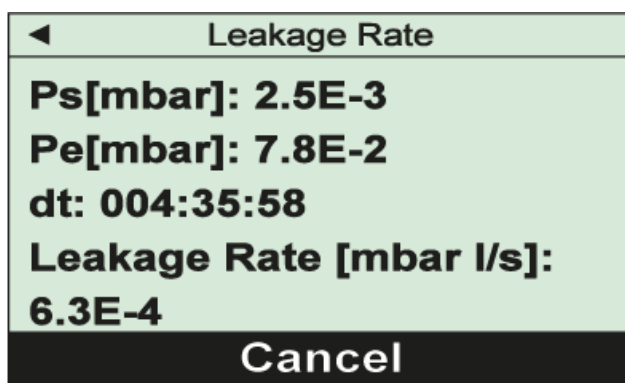 ◄ Leakage Rate
Ps[mbar]: 2.5E-3
Pe[mbar]: 7.8E-2
dt: 004:35:58
Leakage Rate [mbar l/s]:
6.3E-4
Cancel